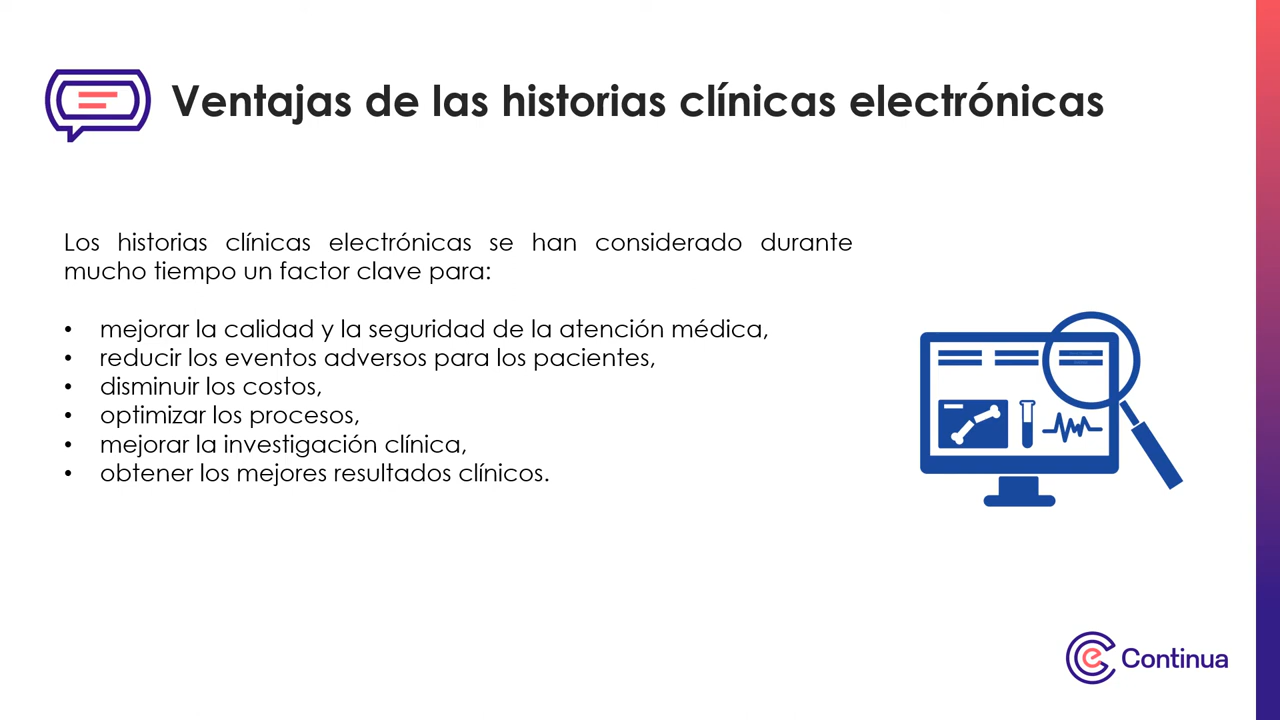 Ventajas de las historias clínicas electrónicas
Los historias clínicas electrónicas se han considerado durante
mucho tiempo un factor clave para:
• mejorar la calidad y la seguridad de la atención médica,
• reducir los eventos adversos para los pacientes,
• disminuir los costos,
• optimizar los procesos,
• mejorar la investigación clínica,
• obtener los mejores resultados clínicos.
e Continua